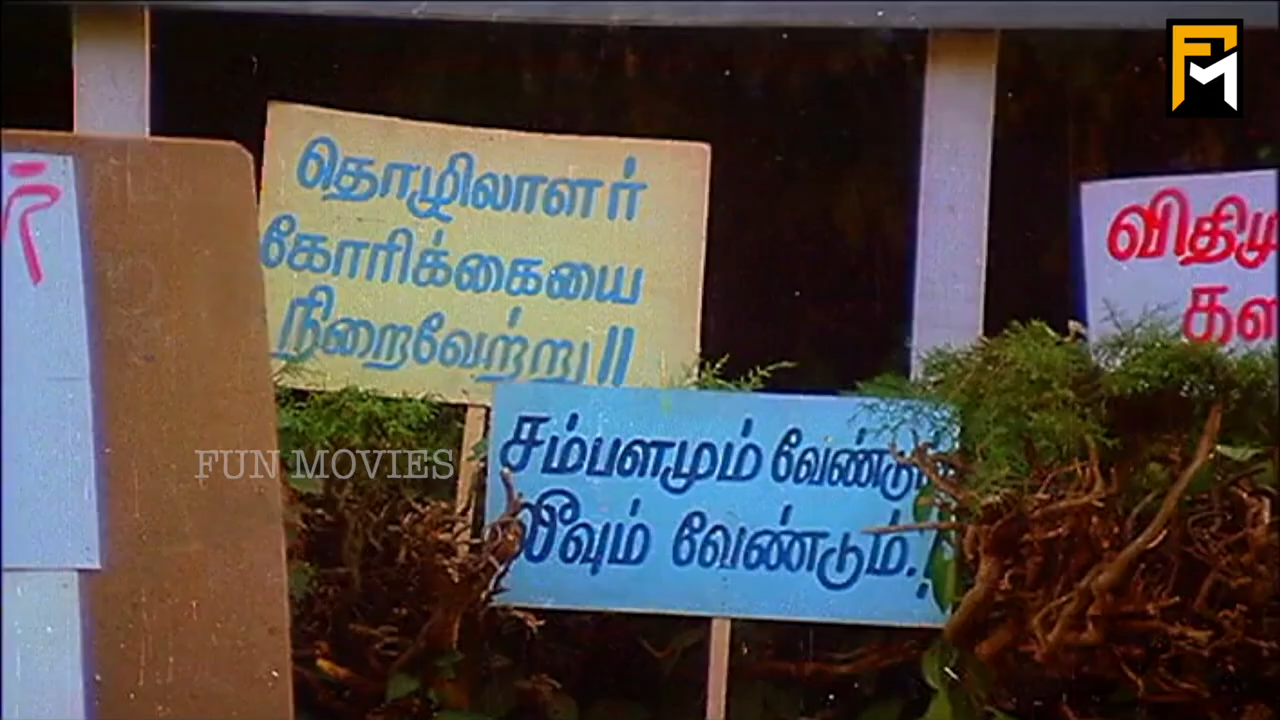 தொழிலாளர்
கோரிக்கையை
நிறைவேற்று!!
சம்பளமும் வேண்டும்
லீவும் வேண்டும்.!
FUN MOVIES